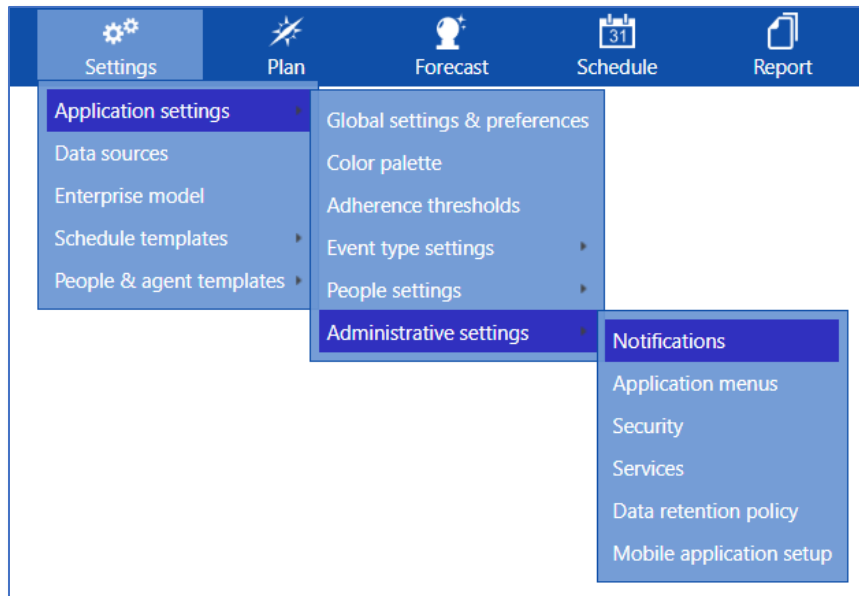 31
Settings
Plan
Forecast
Schedule
Report
Application settings
Data sources
Enterprise model
Schedule templates
People & agent templates
Global settings & preferences
Color palette
Adherence thresholds
Event type settings
People settings
Administrative settings
Notifications
Application menus
Security
Services
Data retention policy
Mobile application setup